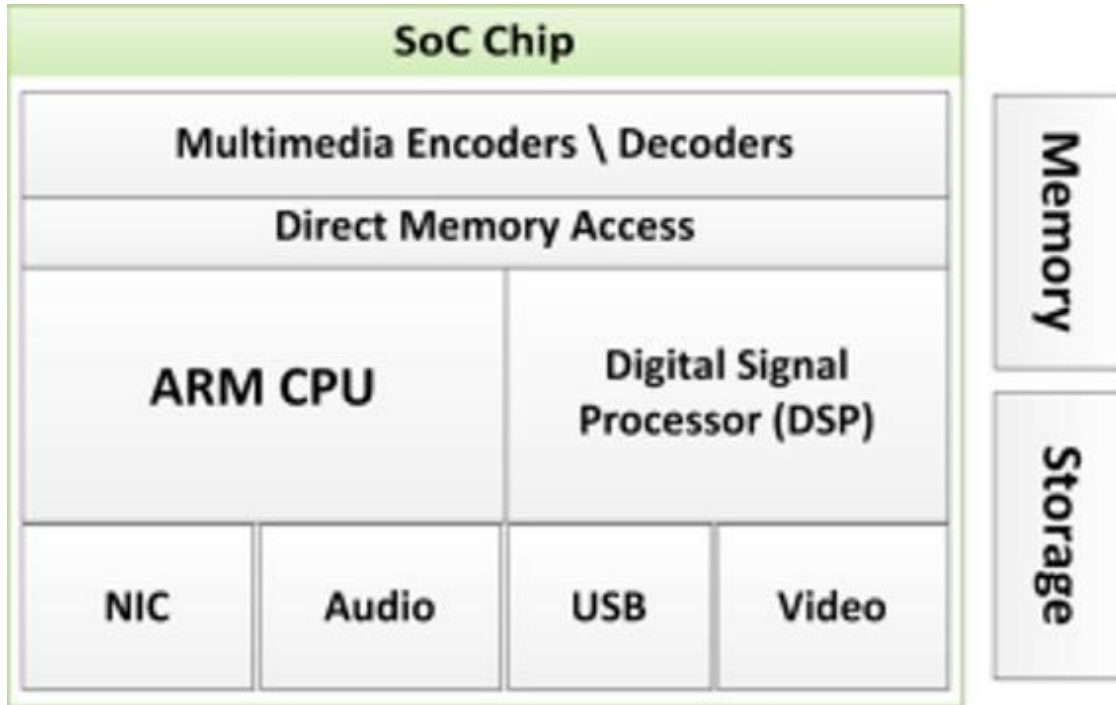 SoC Chip
Multimedia Encoders \ Decoders
Direct Memory Access
ARM CPU
Digital Signal
Processor (DSP)
NIC
Audio
USB
Video
Memory
Storage